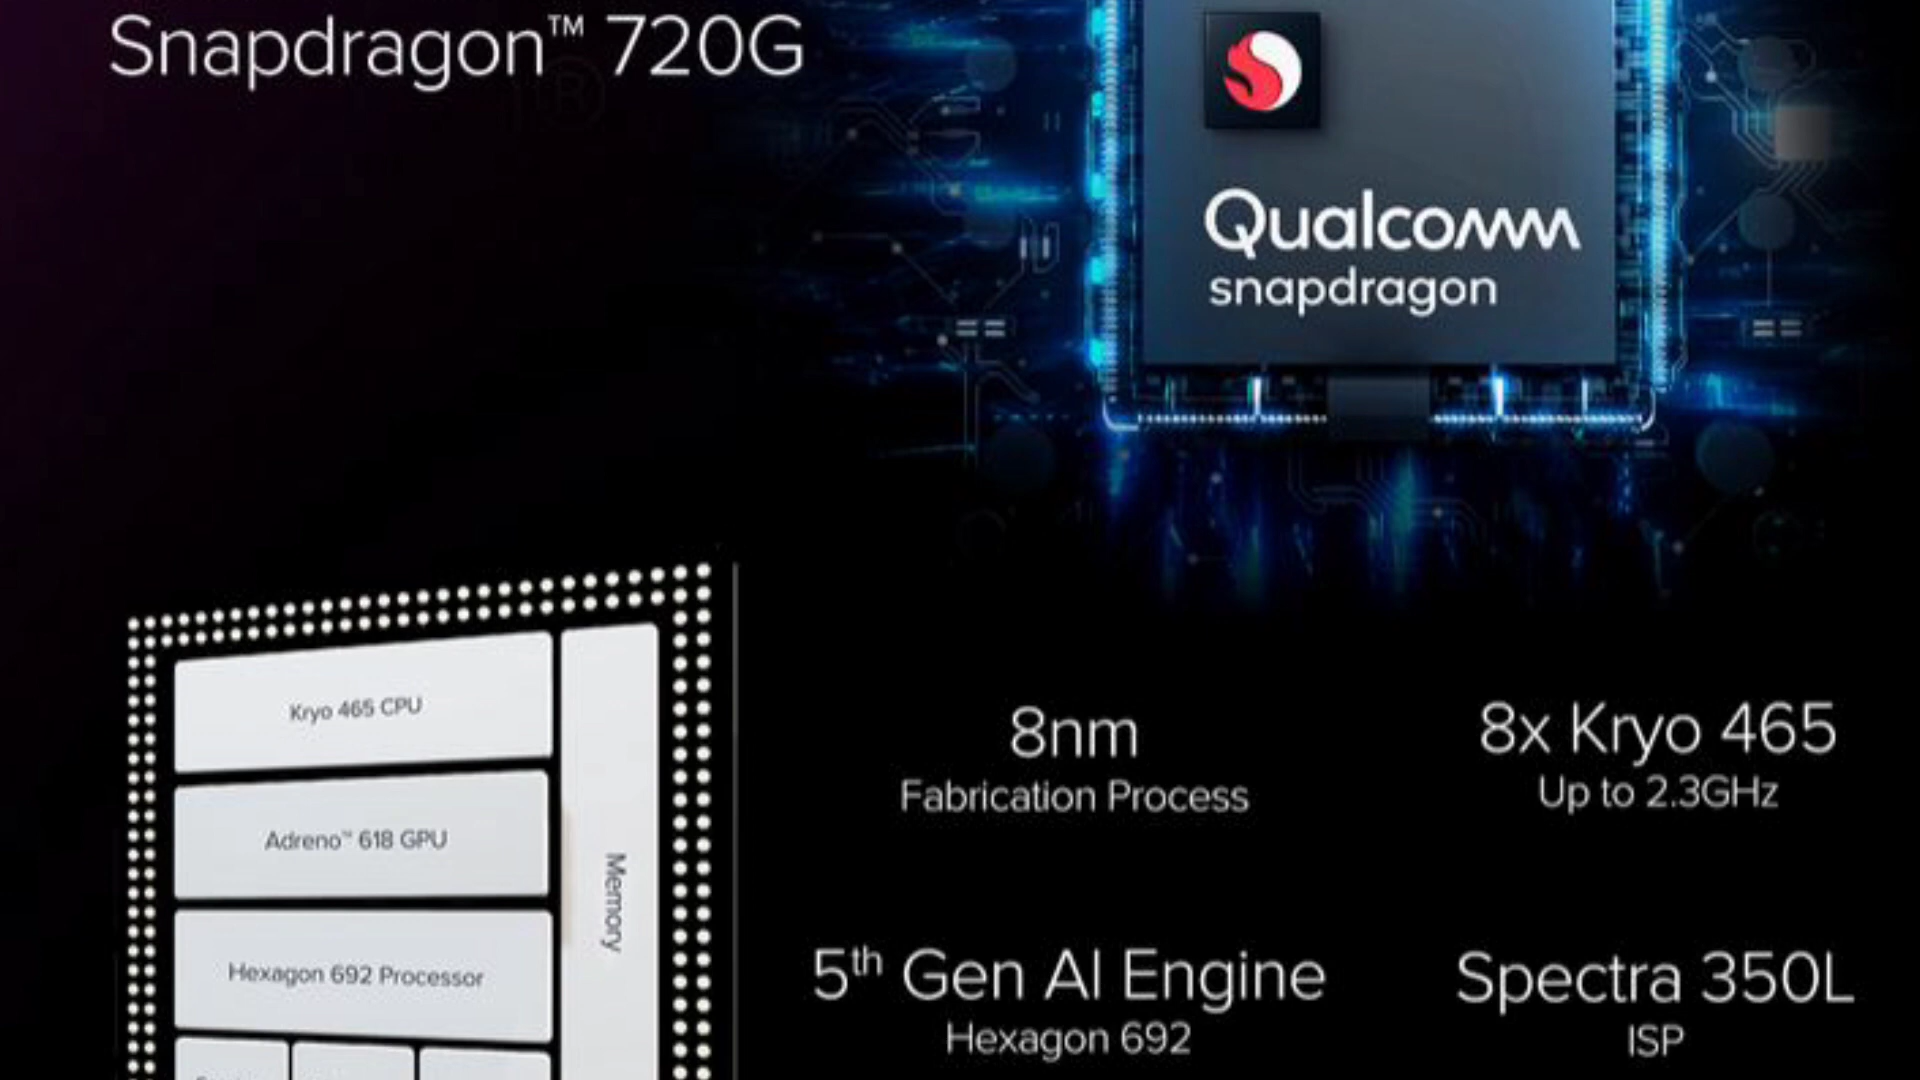 Snapdragon™ 720G
Qualcomm
snapdragon
Kryo 465 CPU
Adreno™ 618 GPU
Hexagon 692 Processor
Memory
8nm
Fabrication Process
8x Kryo 465
Up to 2.3GHz
5th Gen AI Engine
Hexagon 692
Spectra 350L
ISP